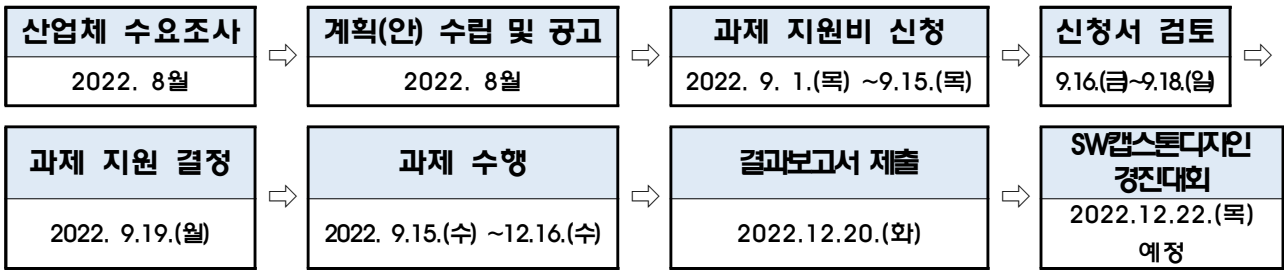 산업체 수요조사
2022. 8월
계획(안) 수립 및 공고
2022. 8월
과제 지원비 신청
2022. 9. 1.(목) ~9.15.(목)
신청서 검토
9.16.(금)~9.18.(일)
과제 지원 결정
2022. 9.19.(월)
과제 수행
2022. 9.15.(수) ~12.16.(수)
결과보고서 제출
2022.12.20.(화)
SW캡스톤디자인
경진대회
2022.12.22.(목)
예정